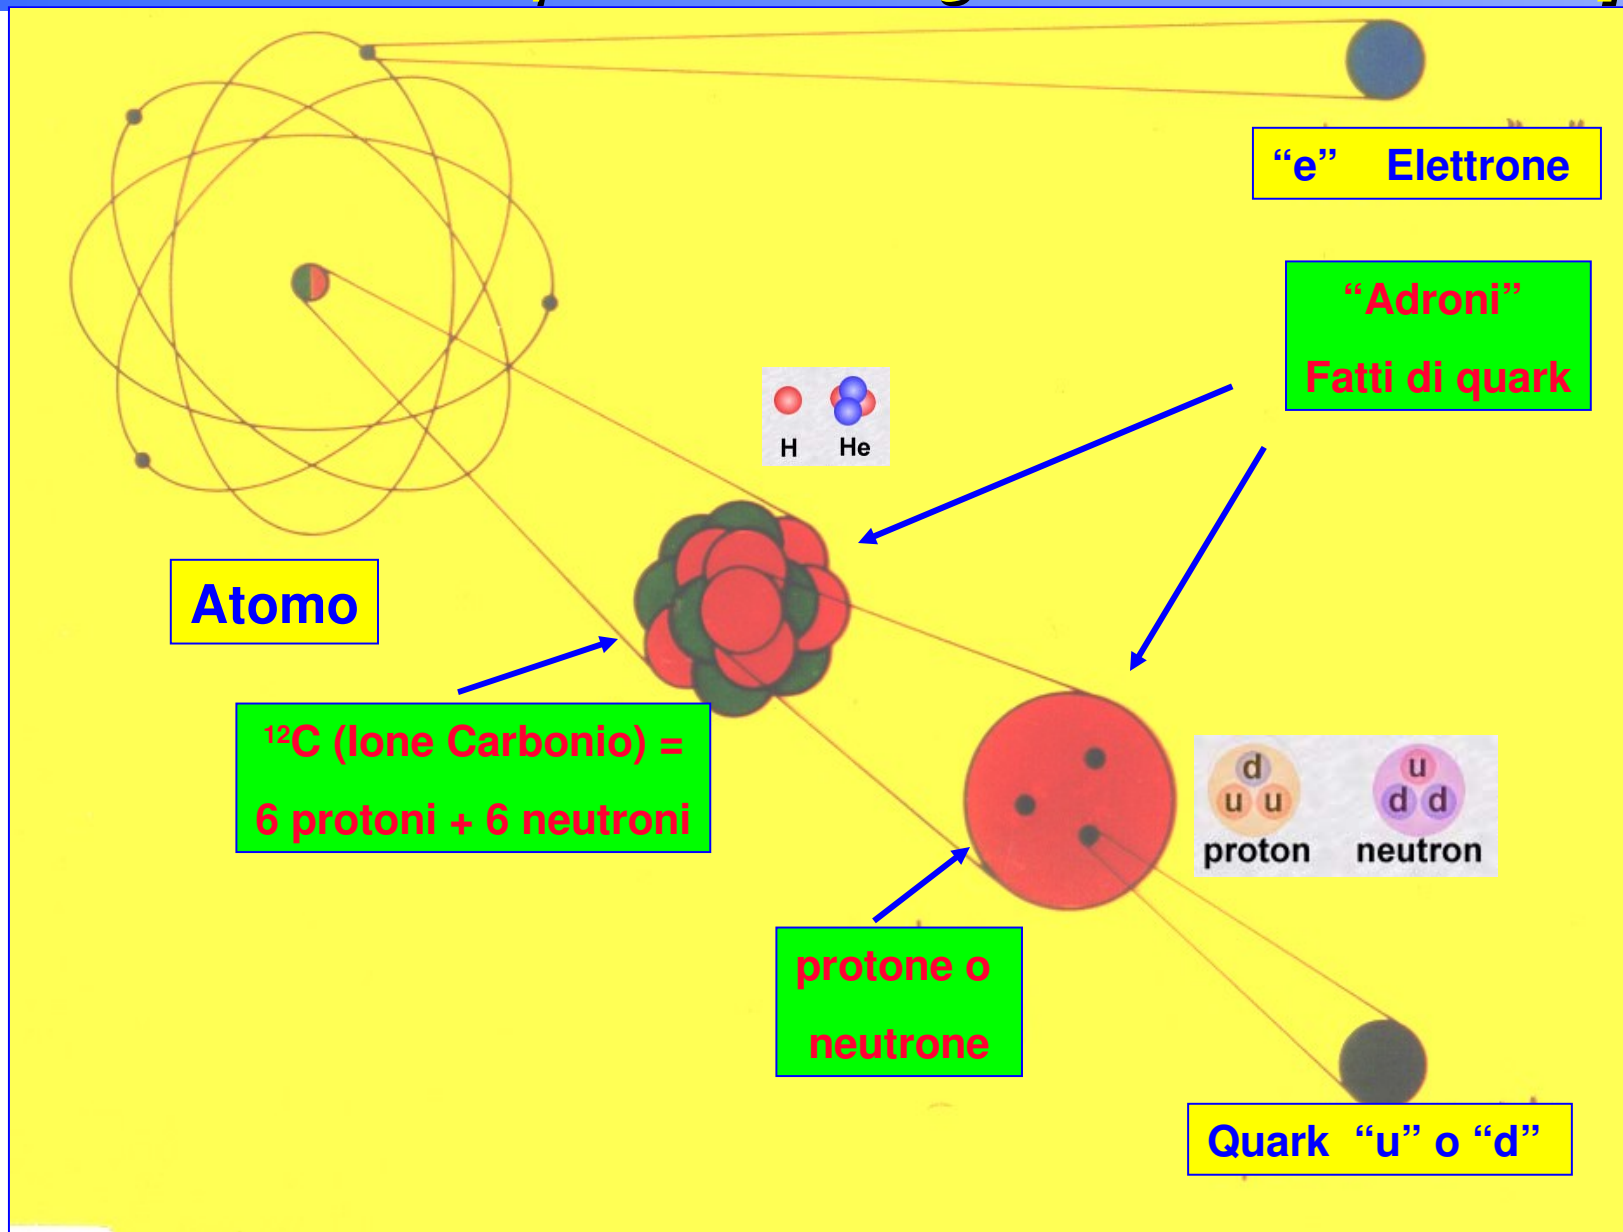 “e” Elettrone
“Adroni”
Fatti di quark
H He
Atomo
¹²C (Ione Carbonio) =
6 protoni + 6 neutroni
d
u u
proton
u
d d
neutron
protone o
neutrone
Quark “u” o “d”